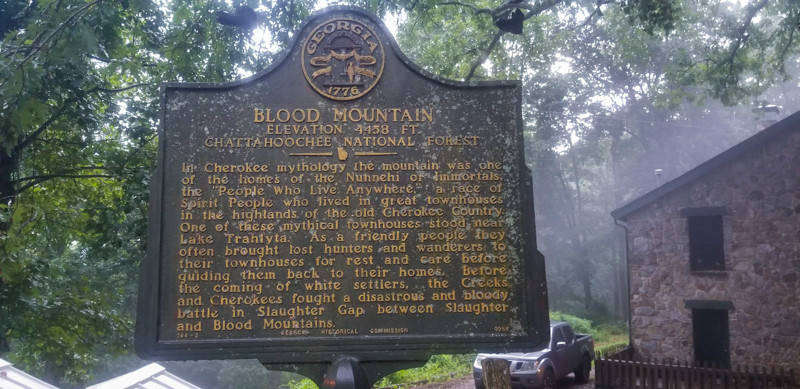 GEORGIA
1776
BLOOD MOUNTAIN
ELEVATION 4458 FT.
CHATTAHOOCHEE NATIONAL FOREST
In Cherokee mythology the mountain was one
of the homes of the Nunnehi or Immortals,
the "People Who Live Anywhere," a race of
Spirit People who lived in great townhouses
in the highlands of the old Cherokee Country.
One of these mythical townhouses stood near
Lake Trahlyta. As a friendly people they
often brought lost hunters and wanderers to
their townhouses for rest and care before
guiding them back to their homes. Before
the coming of white settlers, the Creeks
and Cherokees fought a disastrous and bloody
battle in Slaughter Gap between Slaughter
and Blood Mountains.
144-2 GEORGIA HISTORICAL COMMISSION